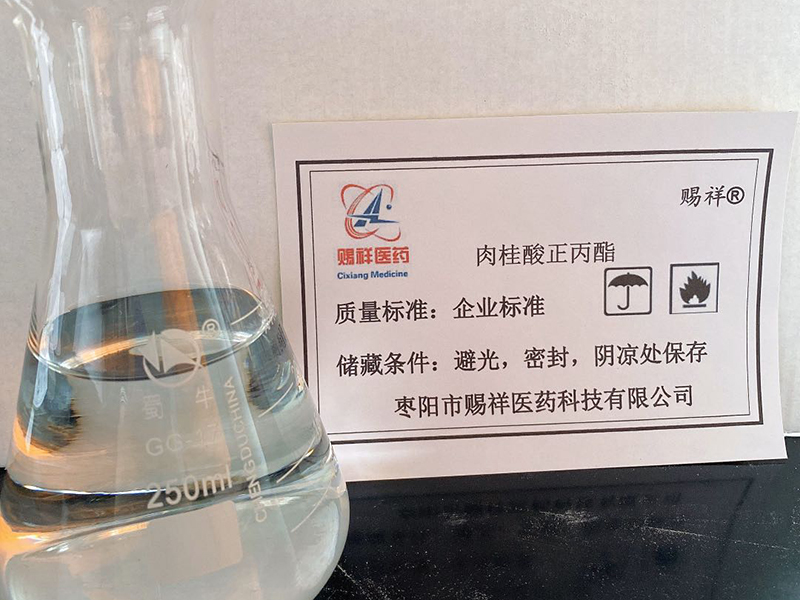 赐祥®
赐祥医药
Cixiang Medicine
肉桂酸正丙酯
质量标准：企业标准
储藏条件：避光，密封，阴凉处保存
枣阳市赐祥医药科技有限公司
®
蜀 牛
250ml
CHENGDUCHINA